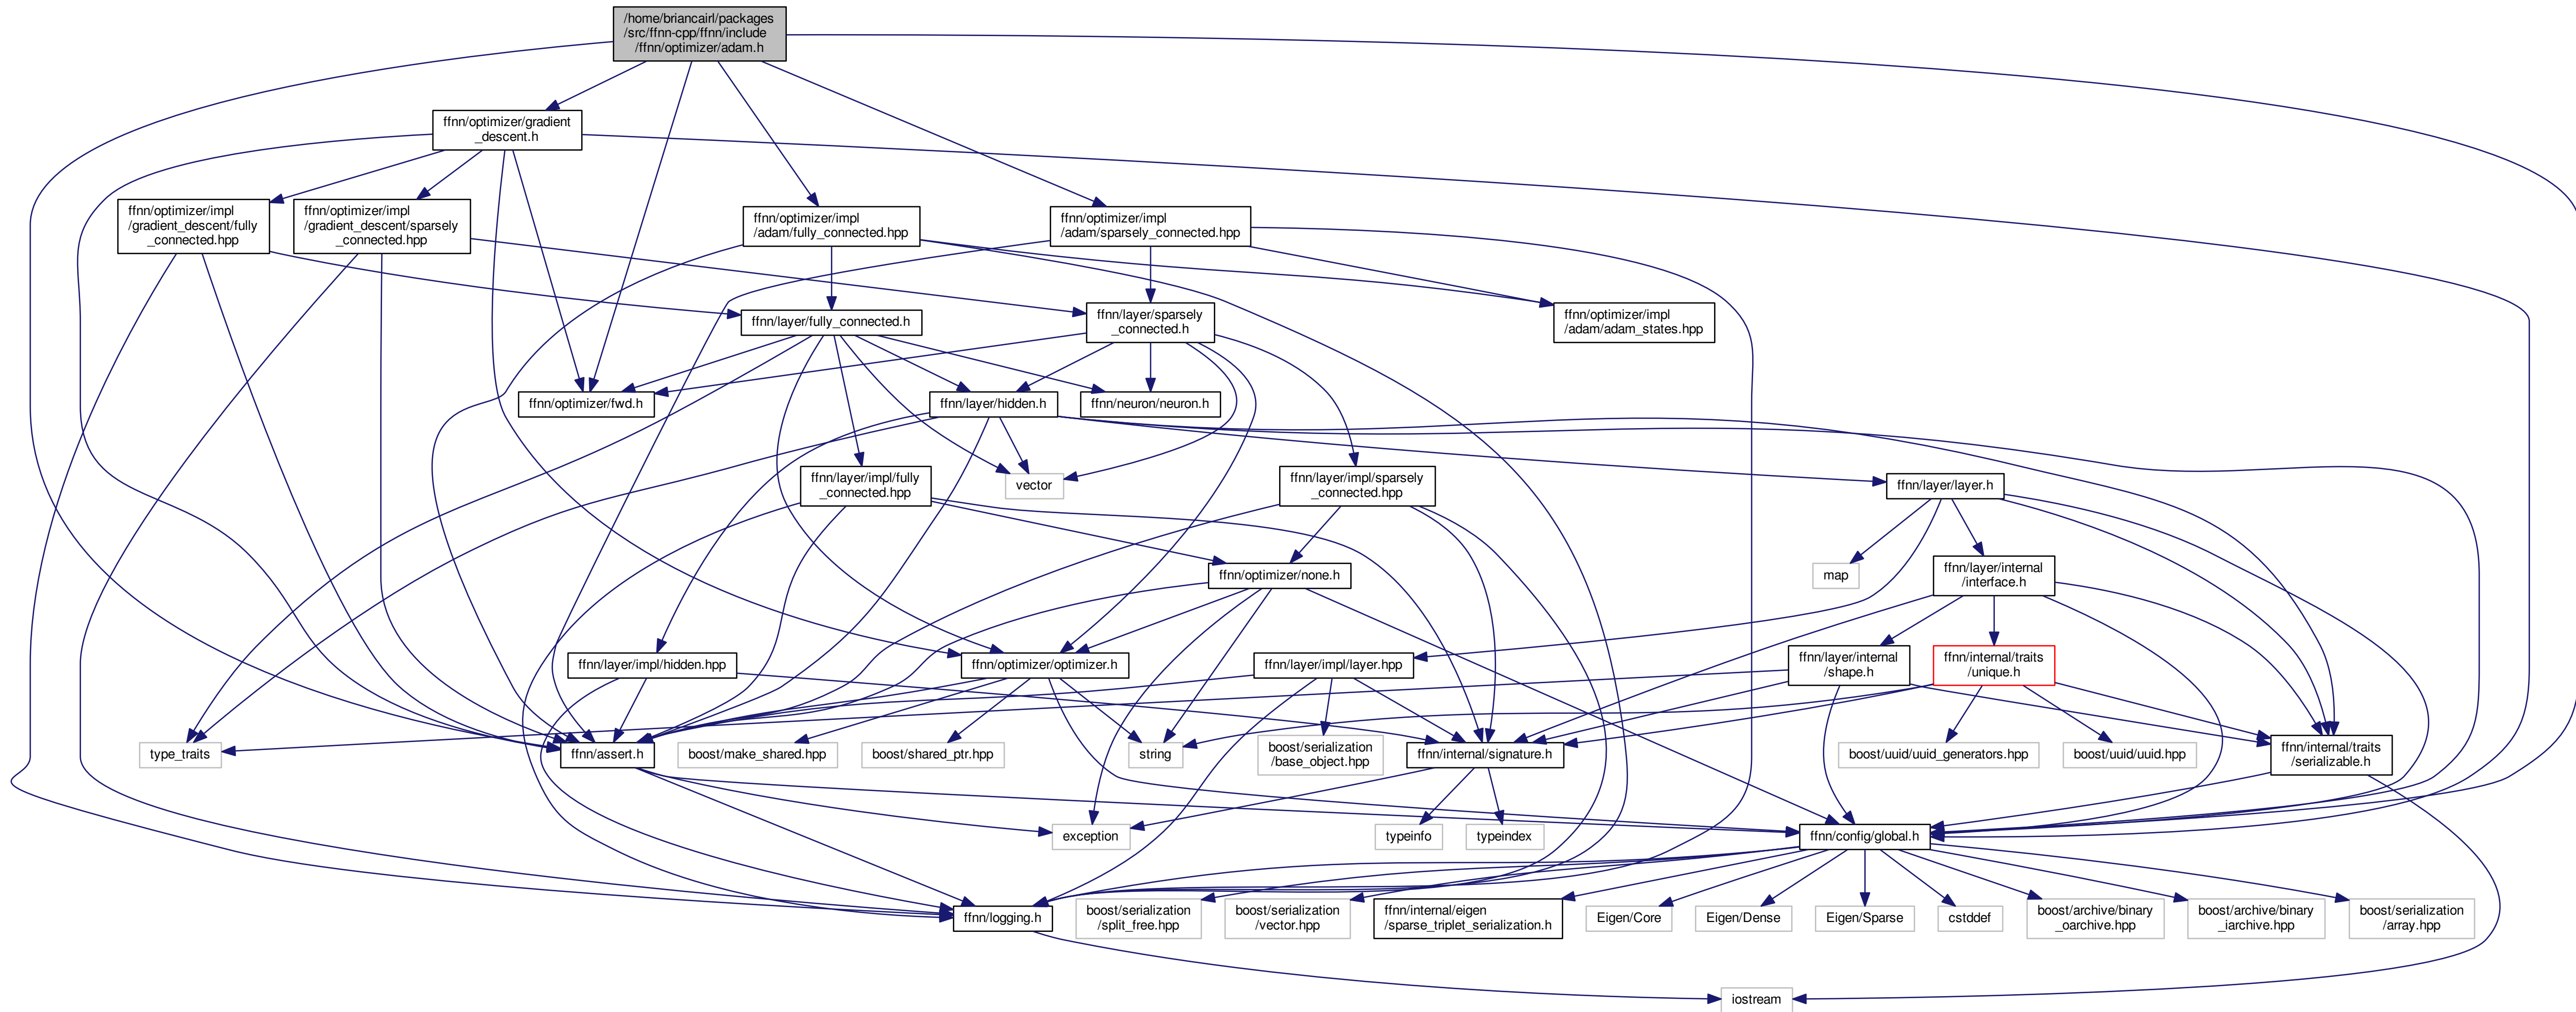 /home/briancairl/packages
/src/ffnn-cpp/ffnn/include
/ffnn/optimizer/adam.h
ffnn/optimizer/gradient
_descent.h
ffnn/optimizer/impl
/gradient_descent/fully
_connected.hpp
ffnn/optimizer/impl
/gradient_descent/sparsely
_connected.hpp
ffnn/optimizer/impl
/adam/fully_connected.hpp
ffnn/optimizer/impl
/adam/sparsely_connected.hpp
ffnn/layer/fully_connected.h
ffnn/layer/sparsely
_connected.h
ffnn/optimizer/impl
/adam/adam_states.hpp
ffnn/optimizer/fwd.h
ffnn/layer/hidden.h
ffnn/neuron/neuron.h
ffnn/layer/impl/fully
_connected.hpp
vector
ffnn/layer/impl/sparsely
_connected.hpp
ffnn/layer/layer.h
ffnn/optimizer/none.h
map
ffnn/layer/internal
/interface.h
ffnn/layer/impl/hidden.hpp
ffnn/optimizer/optimizer.h
ffnn/layer/impl/layer.hpp
ffnn/layer/internal
/shape.h
ffnn/internal/traits
/unique.h
type_traits
ffnn/assert.h
boost/make_shared.hpp
boost/shared_ptr.hpp
string
boost/serialization
/base_object.hpp
ffnn/internal/signature.h
boost/uuid/uuid_generators.hpp
boost/uuid/uuid.hpp
ffnn/internal/traits
/serializable.h
exception
typeinfo
typeindex
ffnn/config/global.h
ffnn/logging.h
boost/serialization
/split_free.hpp
boost/serialization
/vector.hpp
ffnn/internal/eigen
/sparse_triplet_serialization.h
Eigen/Core
Eigen/Dense
Eigen/Sparse
cstddef
boost/archive/binary
_oarchive.hpp
boost/archive/binary
_iarchive.hpp
boost/serialization
/array.hpp
iostream